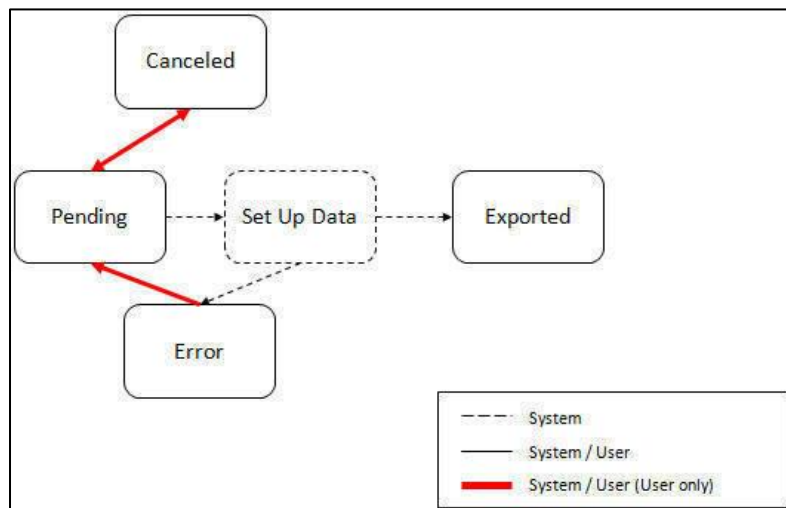 Canceled
Pending
Set Up Data
Exported
Error
System
System / User
System / User (User only)